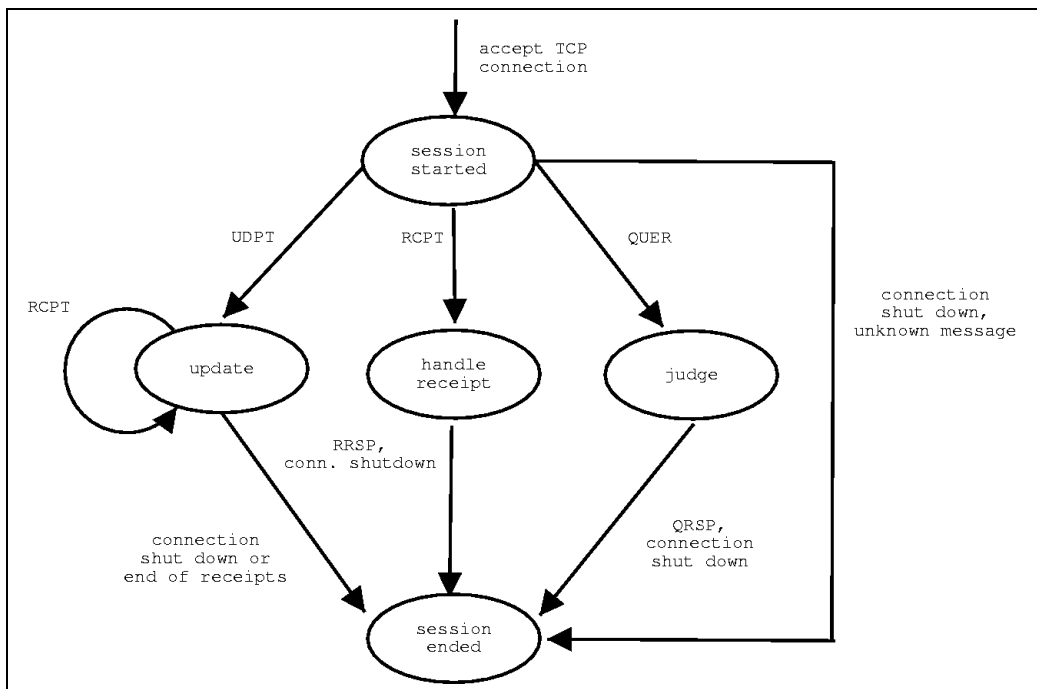 accept TCP
connection
session
started
UDPT
RCPT
QUER
RCPT
connection
shut down,
unknown message
update
handle
receipt
judge
RRSP,
conn. shutdown
connection
shut down or
end of receipts
QRSP,
connection
shut down
session
ended